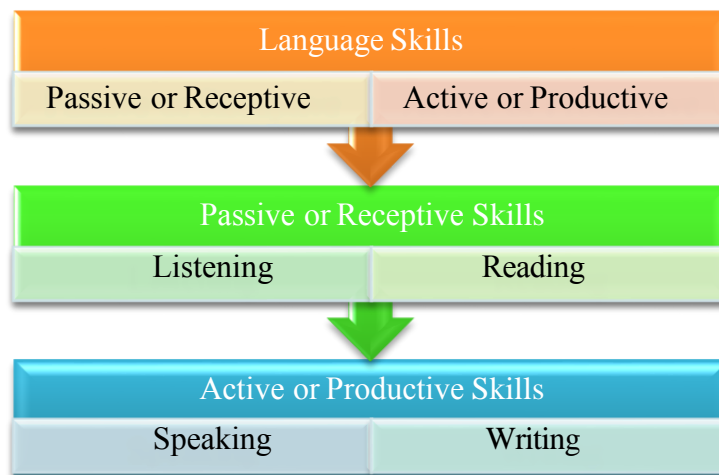 Language Skills
Passive or Receptive Active or Productive
Passive or Receptive Skills
Listening Reading
Active or Productive Skills
Speaking Writing